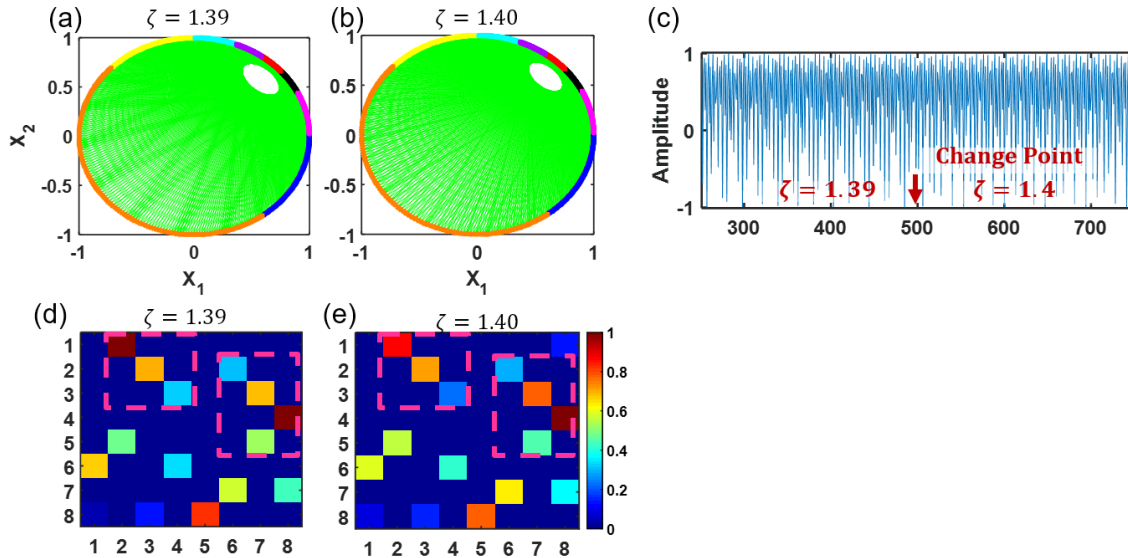 (a)
ζ = 1.39
(b)
ζ = 1.40
(c)
1
0.5
0
-0.5
-1
X2
-1
0
1
X1
1
0.5
0
-0.5
-1
-1
0
1
X1
1
0
-1
Amplitude
Change Point
ζ = 1.39
ζ = 1.4
300
400
500
600
700
(d)
ζ = 1.39
(e)
ζ = 1.40
1
2
3
4
5
6
7
8
1 2 3 4 5 6 7 8
1
2
3
4
5
6
7
8
1 2 3 4 5 6 7 8
1
0.8
0.6
0.4
0.2
0